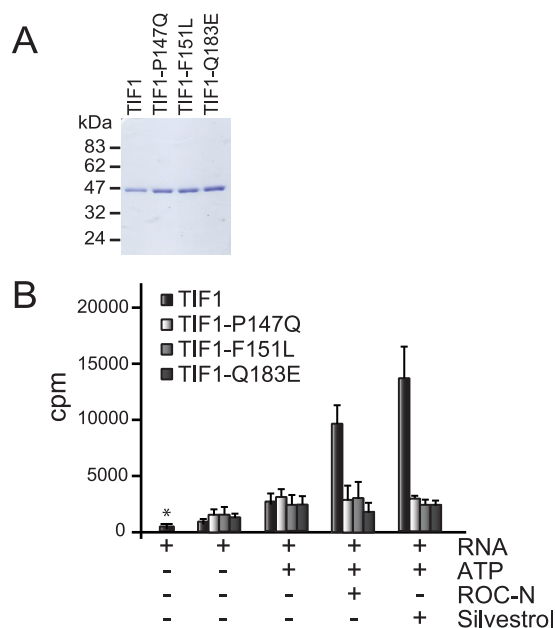 A
TIF1
TIF1-P147Q
TIF1-F151L
TIF1-Q183E
kDa
83
62
47
32
24
B
TIF1
TIF1-P147Q
TIF1-F151L
TIF1-Q183E
cpm
20000
15000
10000
5000
0
*
+ + + + + RNA
- - + + + ATP
- - - + - ROC-N
- - - - + Silvestrol